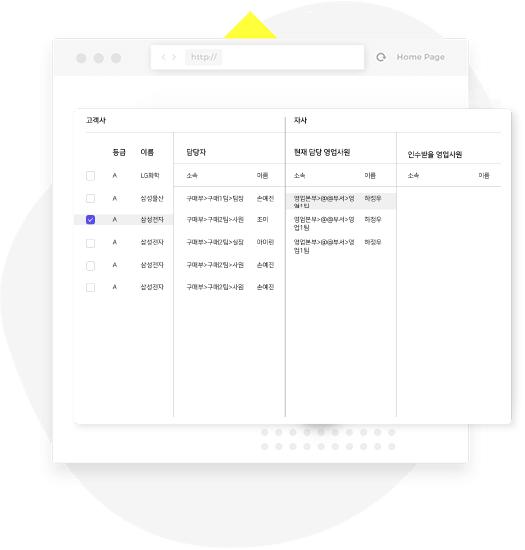 http://
Home Page
고객사
자사
등급 이름 담당자 현재 담당 영업사원 인수받을 영업사원
소속 이름 소속 이름 소속 이름
A LG화학
A 삼성물산 구매부>구매1팀>팀장 손예진 영업본부>@@부서>영업1팀 하정우
A 삼성전자 구매부>구매2팀>사원 조미 영업본부>@@부서>영업1팀 하정우
A 삼성전자 구매부>구매2팀>실장 아이린 영업본부>@@부서>영업1팀 하정우
A 삼성전자 구매부>구매2팀>사원 손예진
A 삼성전자 구매부>구매2팀>사원 손예진